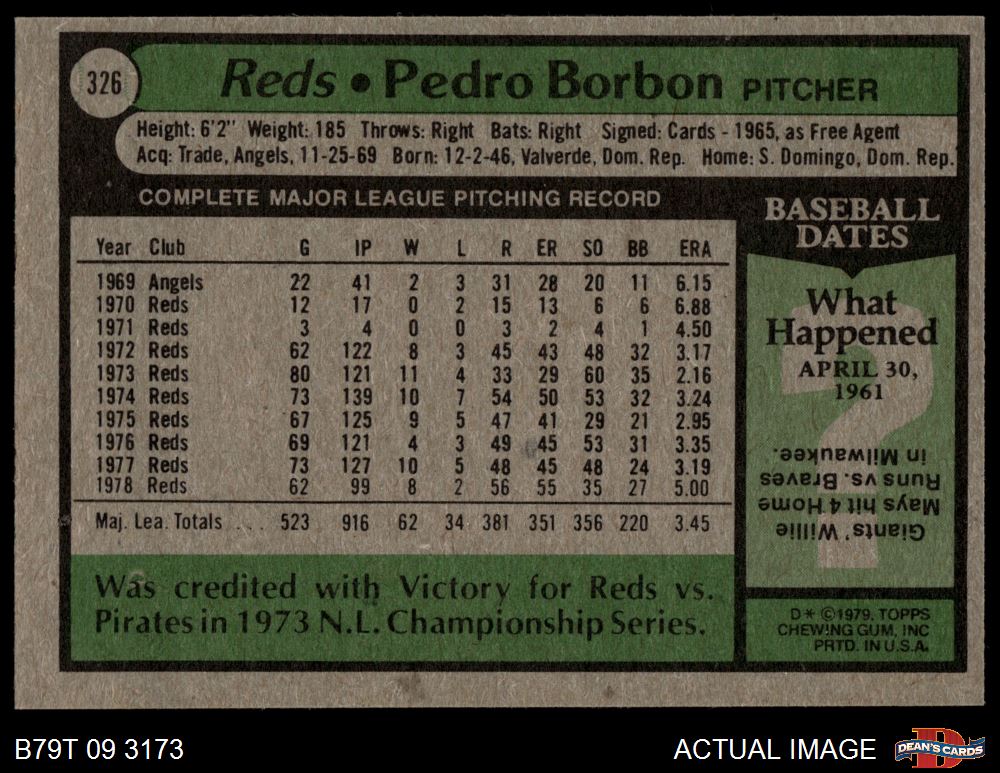 326
Reds • Pedro Borbon PITCHER
Height: 6'2" Weight: 185 Throws: Right Bats: Right Signed: Cards - 1965, as Free Agent
Acq: Trade, Angels, 11-25-69 Born: 12-2-46, Valverde, Dom. Rep. Home: S. Domingo, Dom. Rep.
COMPLETE MAJOR LEAGUE PITCHING RECORD
Year Club G IP W L R ER SO BB ERA
1969 Angels 22 41 2 3 31 28 20 11 6.15
1970 Reds 12 17 0 2 15 13 6 6 6.88
1971 Reds 3 4 0 0 3 2 4 1 4.50
1972 Reds 62 122 8 3 45 43 48 32 3.17
1973 Reds 80 121 11 4 33 29 60 35 2.16
1974 Reds 73 139 10 7 54 50 53 32 3.24
1975 Reds 67 125 9 5 47 41 29 21 2.95
1976 Reds 69 121 4 3 49 45 53 31 3.35
1977 Reds 73 127 10 5 48 45 48 24 3.19
1978 Reds 62 99 8 2 56 55 35 27 5.00
Maj. Lea. Totals ... 523 916 62 34 381 351 356 220 3.45
Was credited with Victory for Reds vs.
Pirates in 1973 N.L. Championship Series.
BASEBALL
DATES
What
Happened
APRIL 30,
1961
?
Giants' Willie
Mays hit 4 Home
Runs vs. Braves
in Milwaukee.
D* ©1979, TOPPS
CHEWING GUM, INC
PRTD. IN U.S.A.
B79T 09 3173
ACTUAL IMAGE
D
DEAN'S CARDS